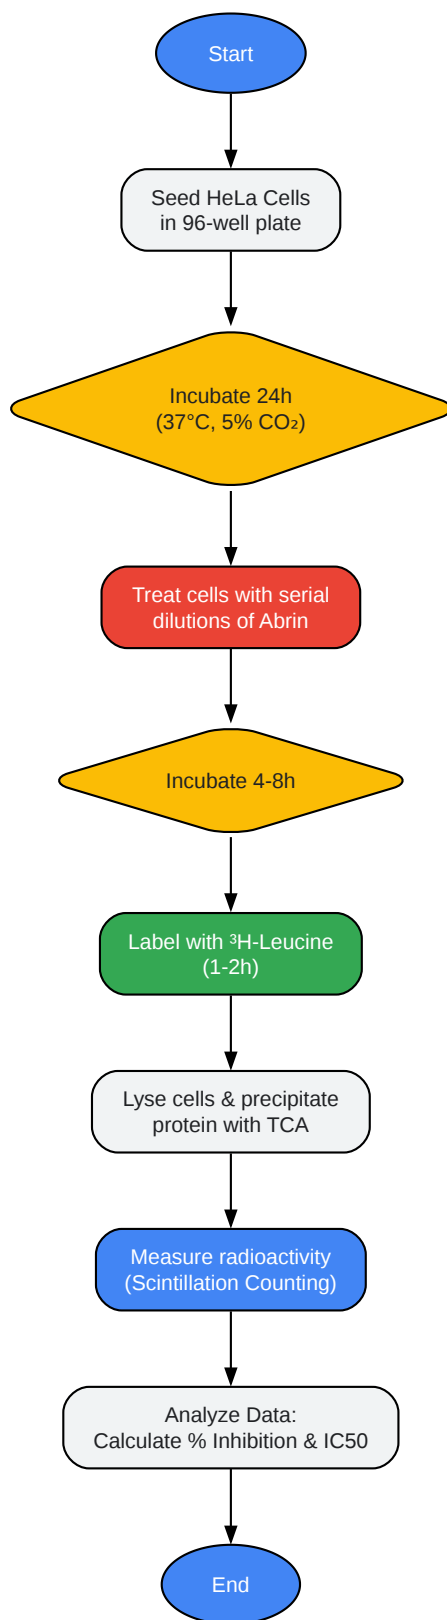 Start
Seed HeLa Cells
in 96-well plate
Incubate 24h
(37°C, 5% CO₂)
Treat cells with serial
dilutions of Abrin
Incubate 4-8h
Label with ³H-Leucine
(1-2h)
Lyse cells & precipitate
protein with TCA
Measure radioactivity
(Scintillation Counting)
Analyze Data:
Calculate % Inhibition & IC50
End